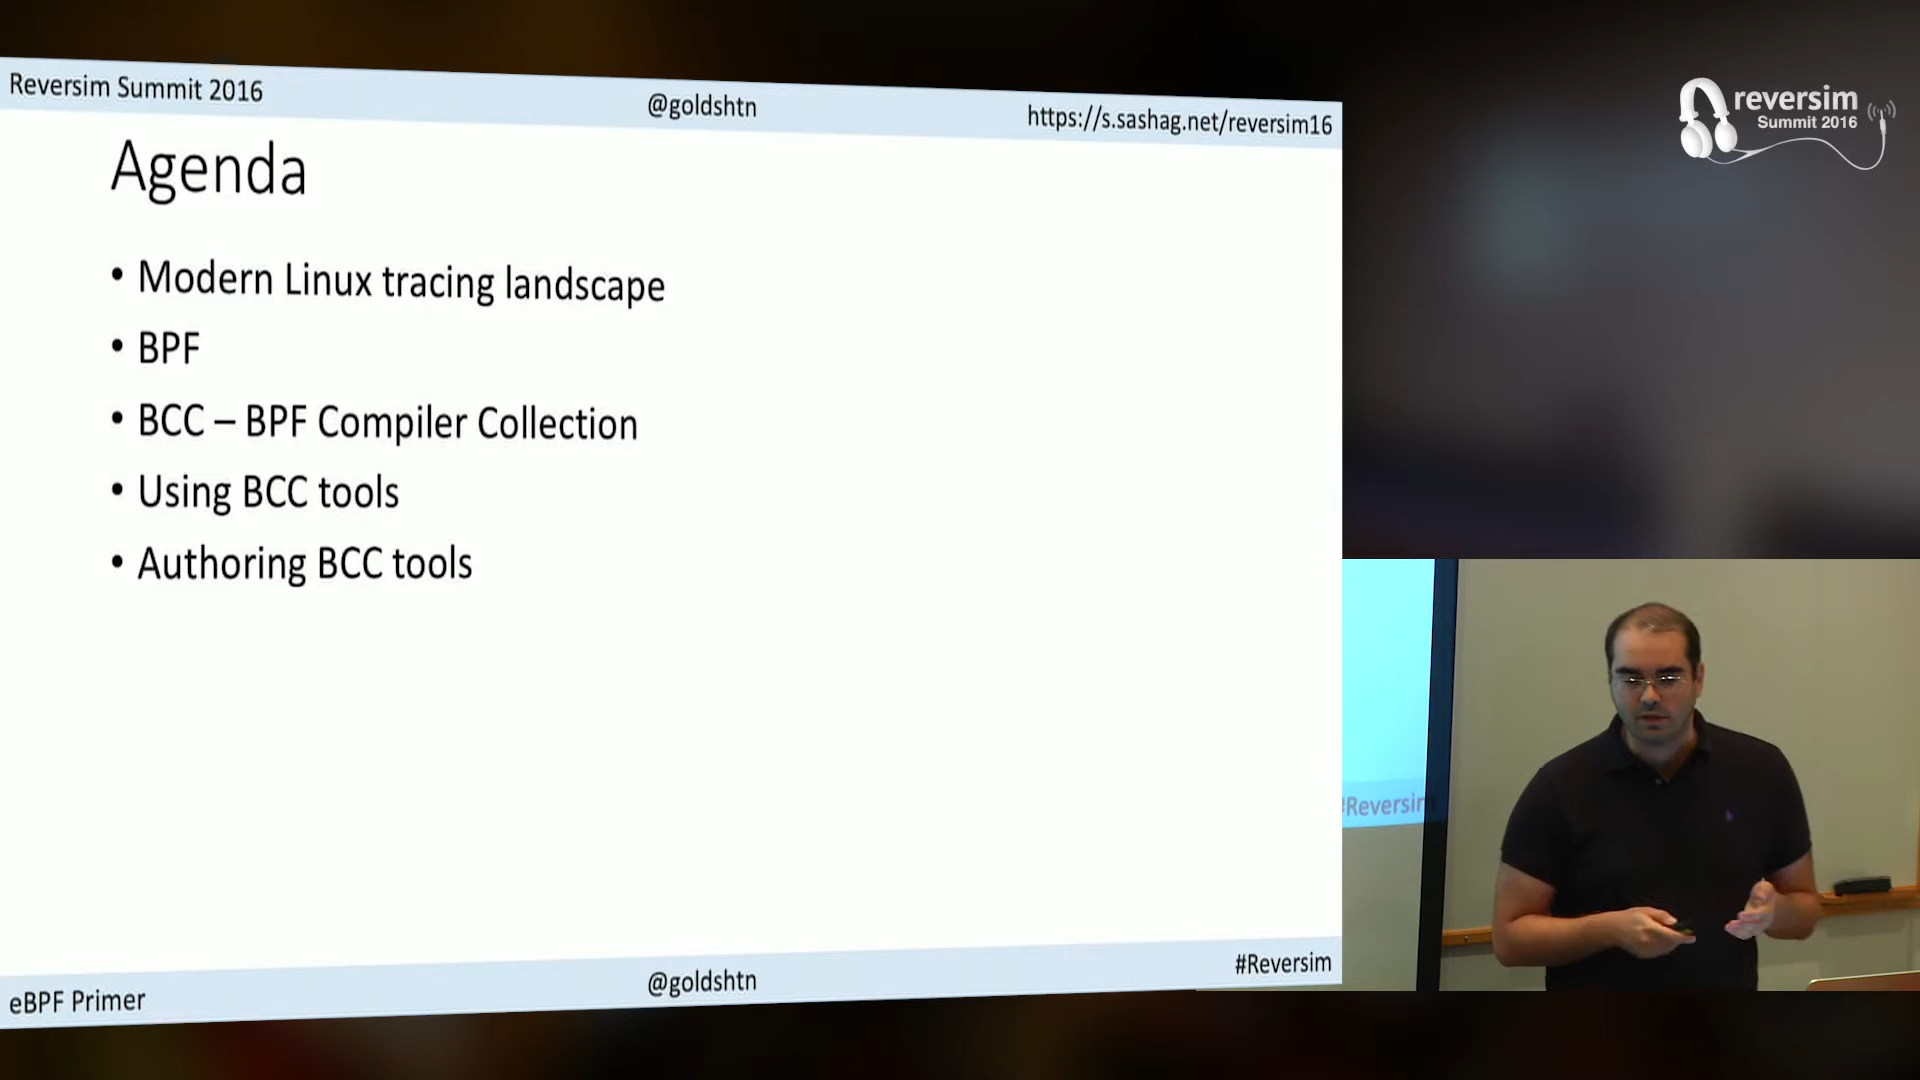 Reversim Summit 2016
@goldshtn
https://s.sashag.net/reversim16
Agenda
• Modern Linux tracing landscape
• BPF
• BCC – BPF Compiler Collection
• Using BCC tools
• Authoring BCC tools
eBPF Primer
@goldshtn
#Reversim
reversim
Summit 2016
#Reversim